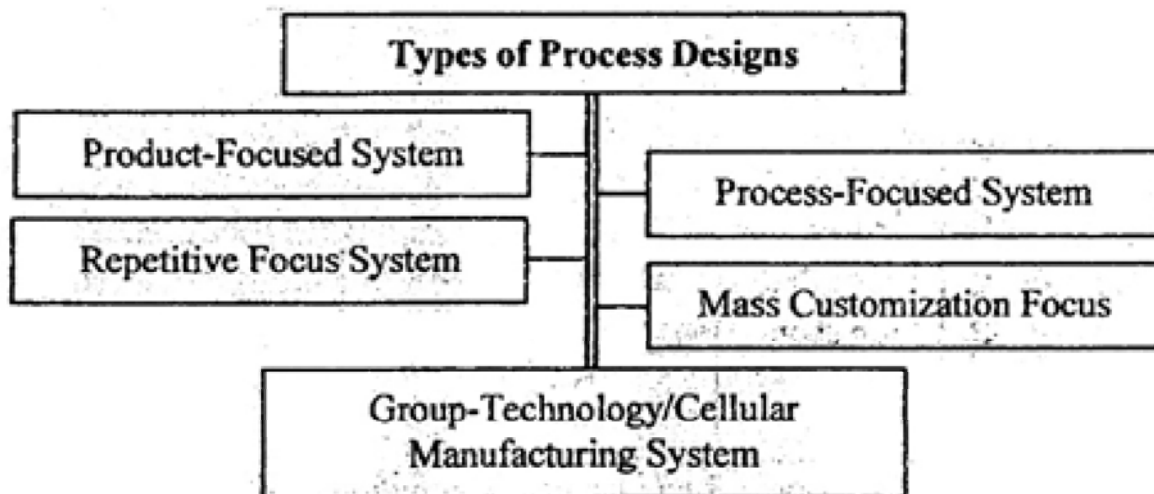 Types of Process Designs
Product-Focused System
Process-Focused System
Repetitive Focus System
Mass Customization Focus
Group-Technology/Cellular
Manufacturing System